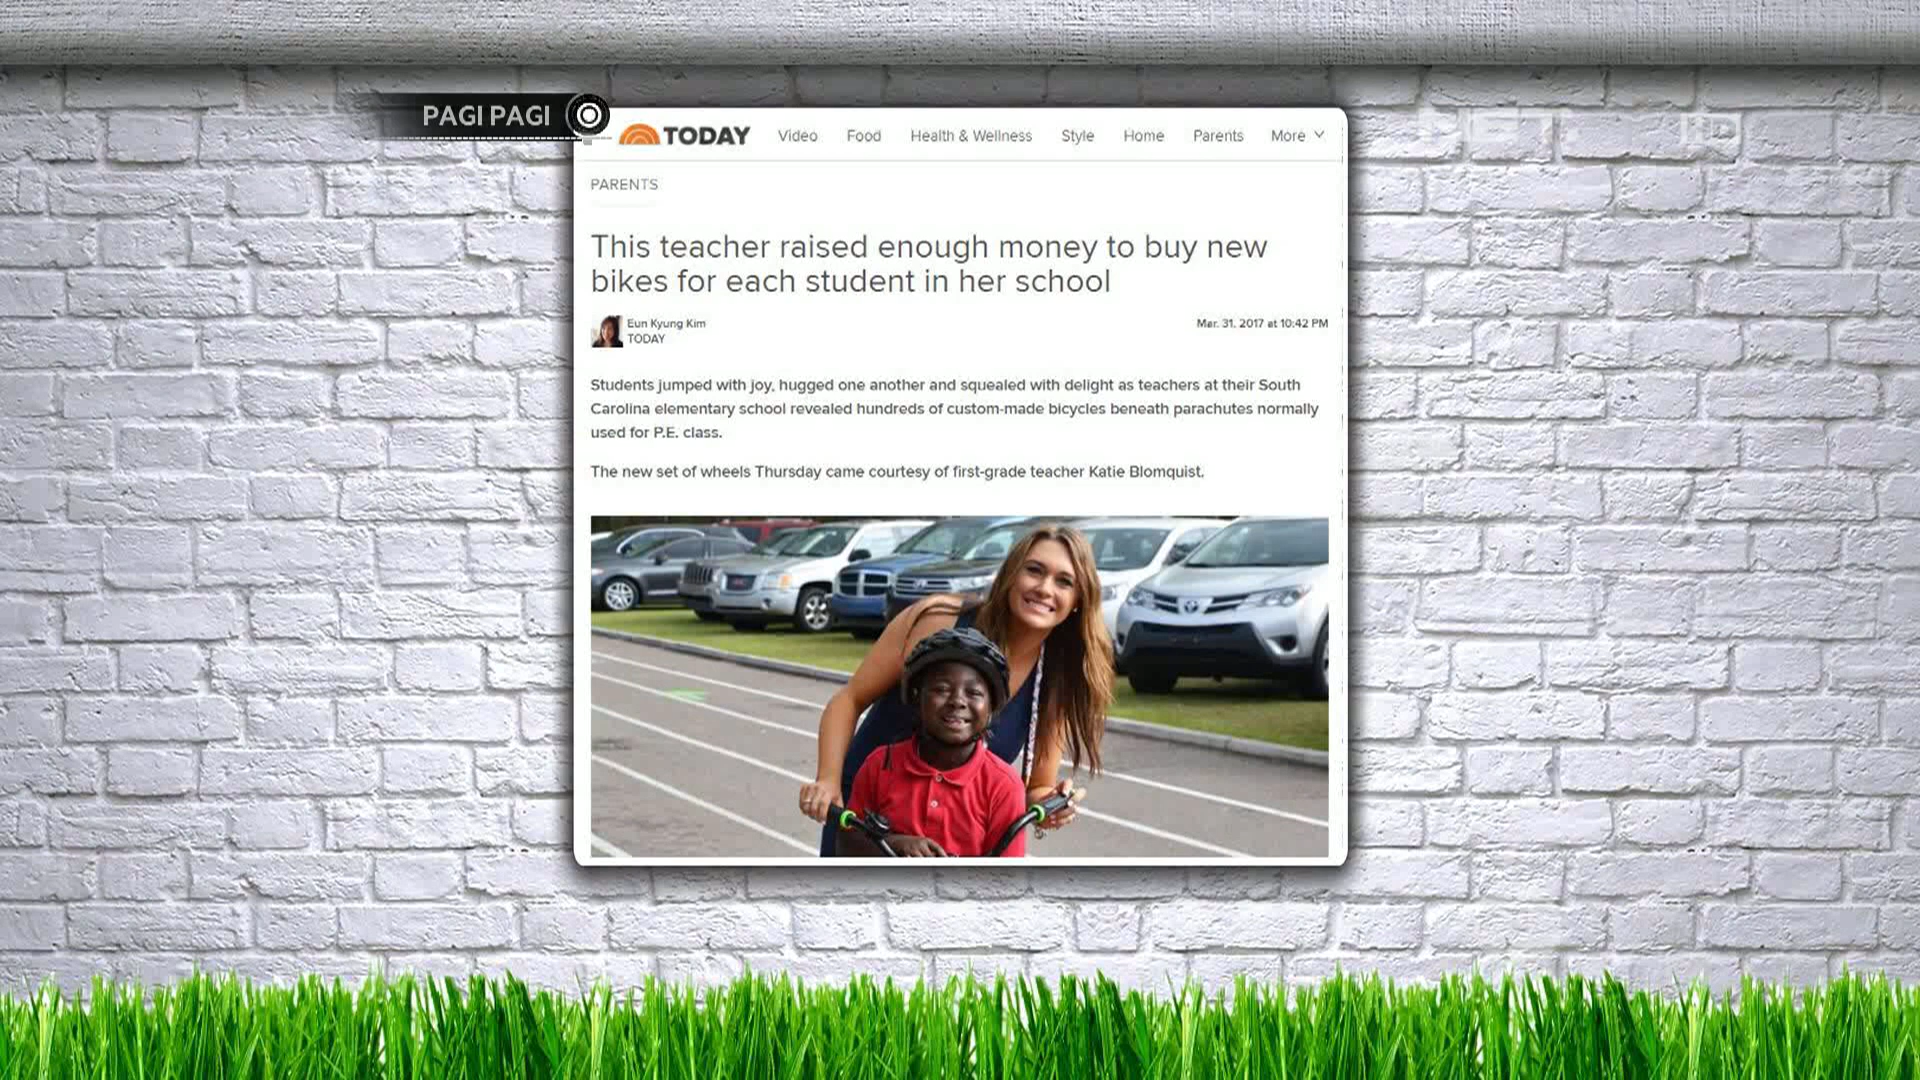 PAGI PAGI
TODAY Video Food Health & Wellness Style Home Parents More
PARENTS
This teacher raised enough money to buy new
bikes for each student in her school
Eun Kyung Kim
TODAY
Mar. 31, 2017 at 10:42 PM
Students jumped with joy, hugged one another and squealed with delight as teachers at their South
Carolina elementary school revealed hundreds of custom-made bicycles beneath parachutes normally
used for P.E. class.
The new set of wheels Thursday came courtesy of first-grade teacher Katie Blomquist.